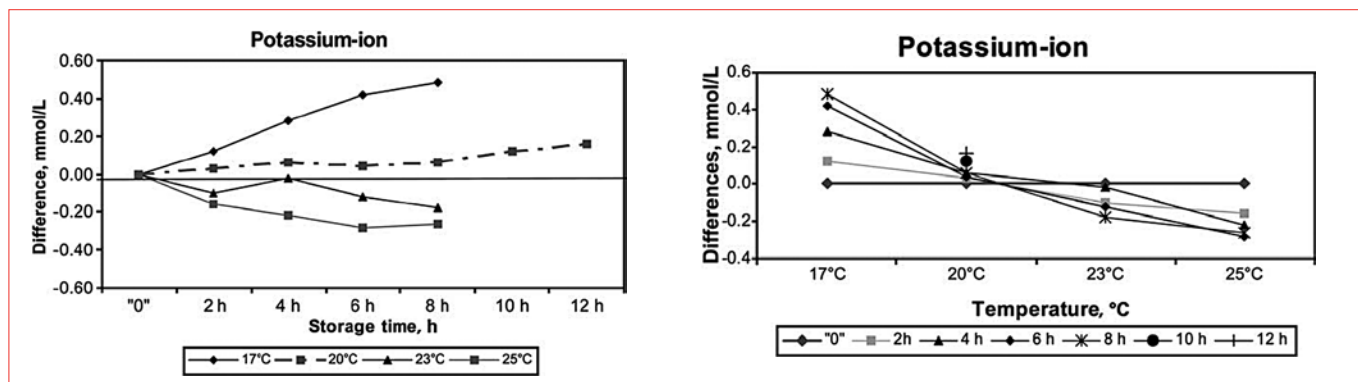 Potassium-ion
Difference, mmol/L
0.60
0.40
0.20
0.00
-0.20
-0.40
-0.60
"0" 2 h 4 h 6 h 8 h 10 h 12 h
Storage time, h
17°C 20°C 23°C 25°C
Potassium-ion
Differences, mmol/L
0.6
0.4
0.2
0.0
-0.2
-0.4
17°C 20°C 23°C 25°C
Temperature, °C
"0" 2h 4 h 6 h 8 h 10 h 12 h